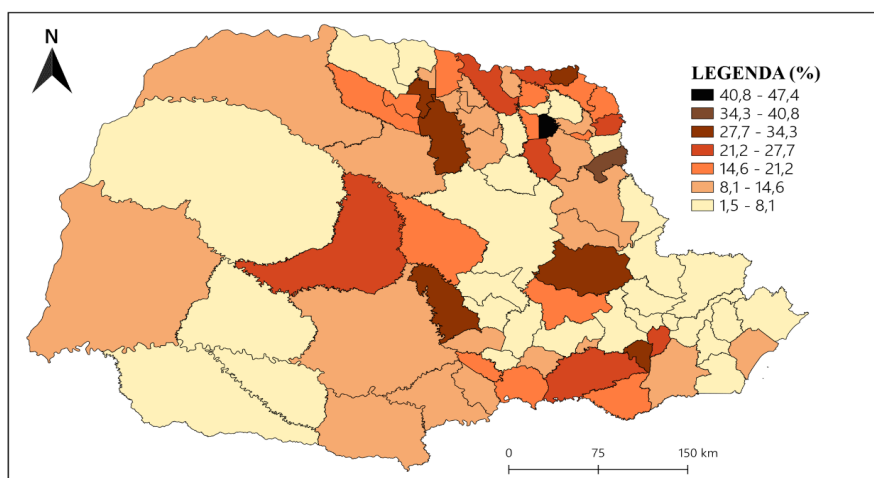 N
LEGENDA (%)
40,8 - 47,4
34,3 - 40,8
27,7 - 34,3
21,2 - 27,7
14,6 - 21,2
8,1 - 14,6
1,5 - 8,1
0 75 150 km